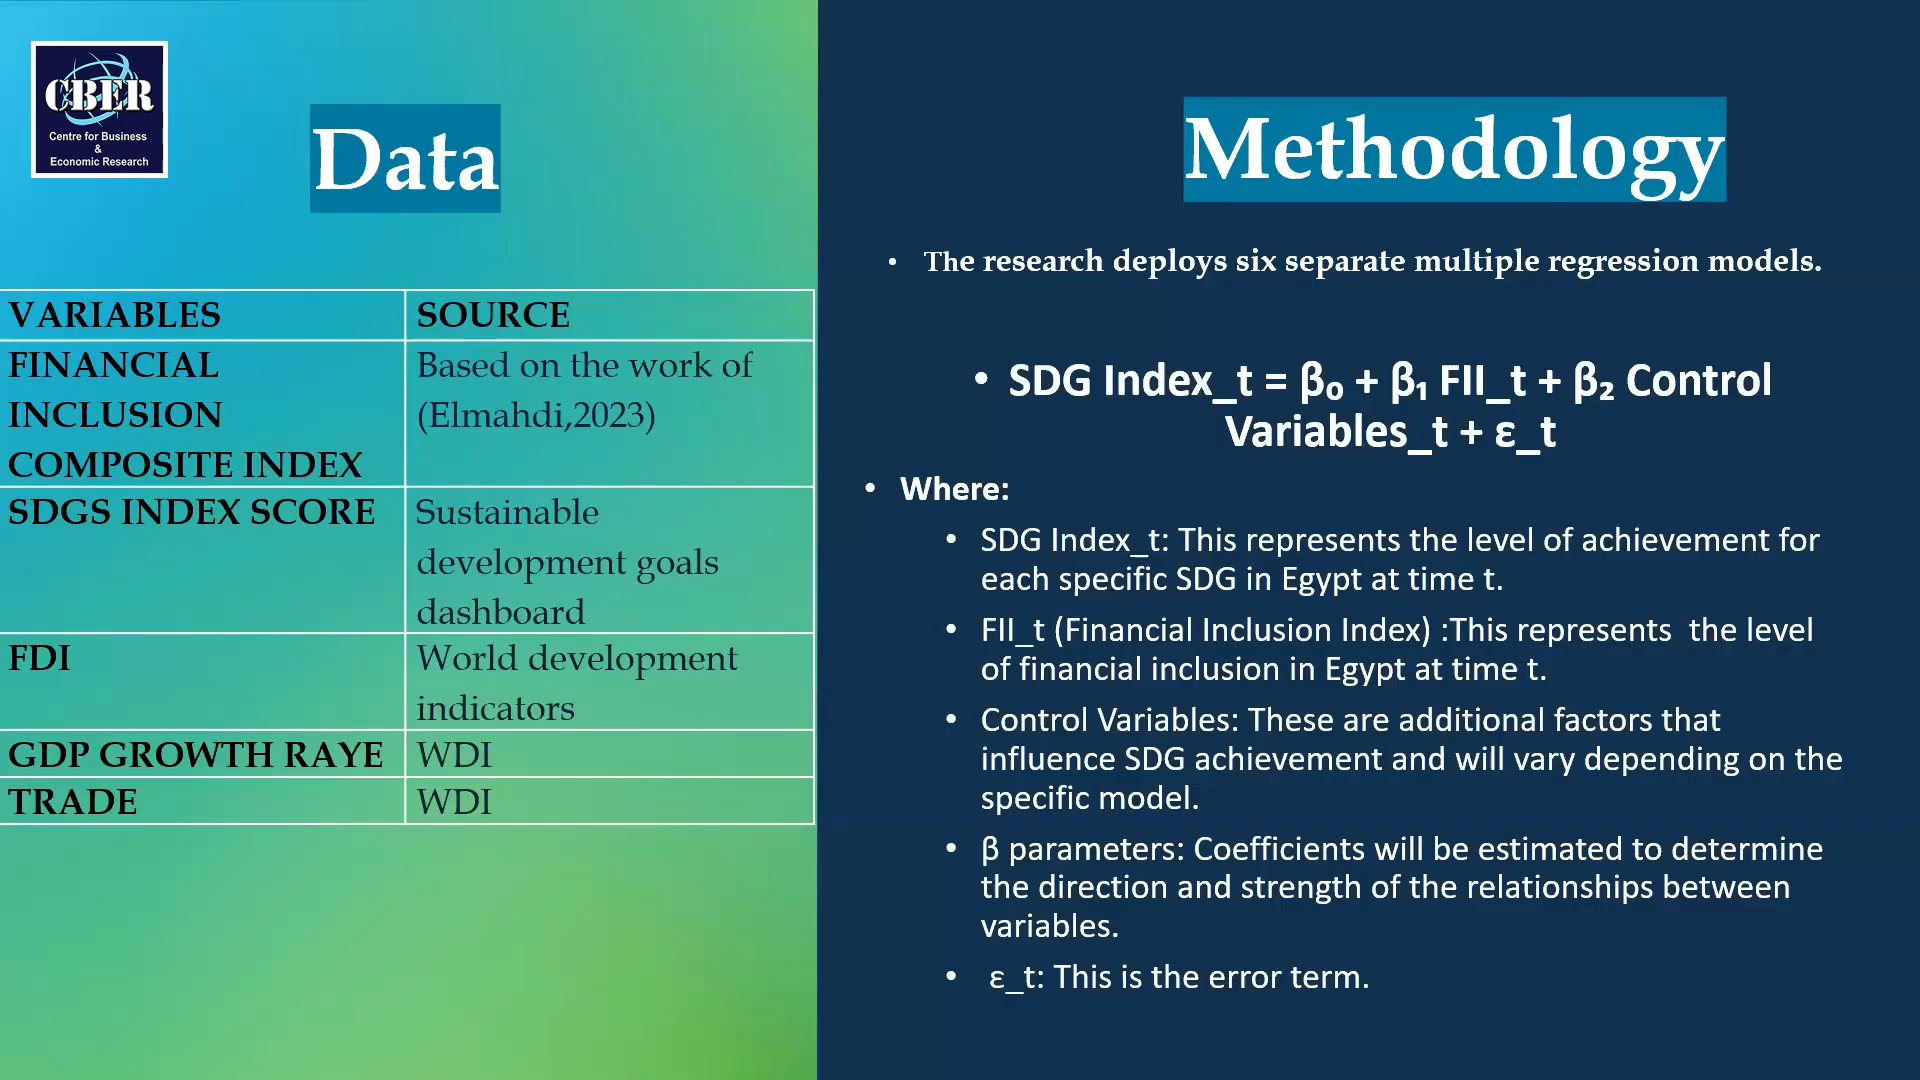 CBER
Centre for Business
&
Economic Research
Data
VARIABLES SOURCE
FINANCIAL INCLUSION COMPOSITE INDEX Based on the work of (Elmahdi,2023)
SDGS INDEX SCORE Sustainable development goals dashboard
FDI World development indicators
GDP GROWTH RAYE WDI
TRADE WDI
Methodology
• The research deploys six separate multiple regression models.
• SDG Index_t = β₀ + β₁ FII_t + β₂ Control
Variables_t + ε_t
• Where:
• SDG Index_t: This represents the level of achievement for
each specific SDG in Egypt at time t.
• FII_t (Financial Inclusion Index) :This represents the level
of financial inclusion in Egypt at time t.
• Control Variables: These are additional factors that
influence SDG achievement and will vary depending on the
specific model.
• β parameters: Coefficients will be estimated to determine
the direction and strength of the relationships between
variables.
• ε_t: This is the error term.